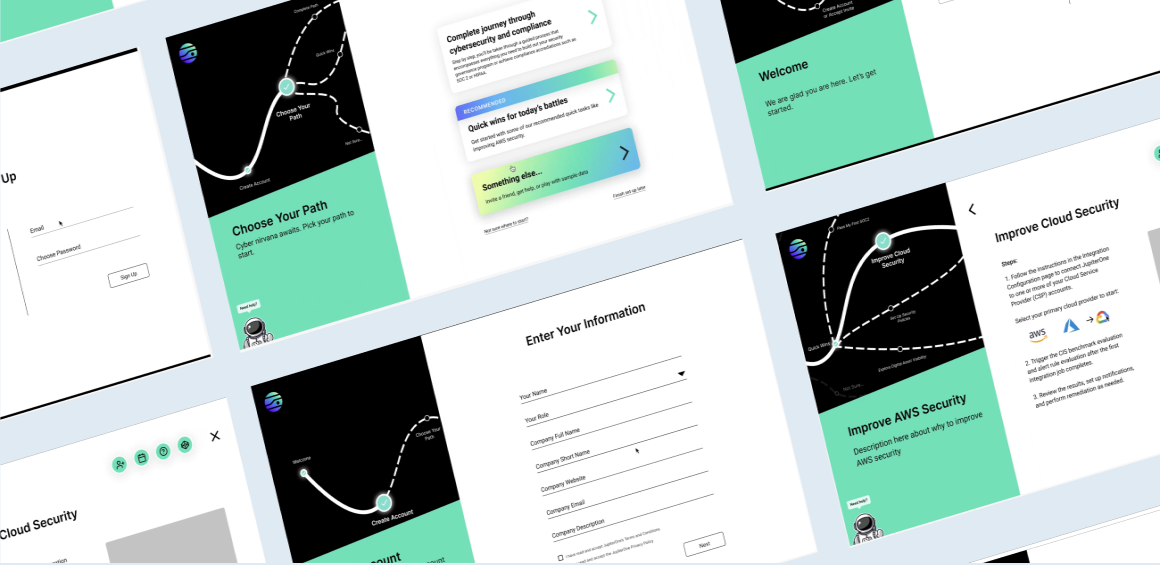 Up
Email
Choose Password
Sign Up
Complete Path
Quick Wins
Choose Your
Path
Not Sure...
Create Account
Choose Your Path
Cyber nirvana awaits. Pick your path to
start.
Need Help?
Complete journey through
cybersecurity and compliance
Step by step, you'll be taken through a guided process that
encompasses everything you need to build out your security
governance program or achieve compliance accreditations such as
SOC 2 or HIPAA.
RECOMMENDED
Quick wins for today's battles
Get started with some of our recommended quick tasks like
improving AWS security.
Something else...
Invite a friend, get help, or play with sample data
Not sure where to start?
Finish set up later
Create Account
or Accept Invite
Welcome
We are glad you are here. Let's get
started.
Pass My First SOC2
Improve Cloud
Security
Set Up Security
Policies
Quick Wins
Explore Digital Asset Visibility
Not Sure...
Improve AWS Security
Description here about why to improve
AWS security
Need Help?
Improve Cloud Security
Steps:
1. Follow the instructions in the integration
Configuration page to connect JupiterOne
to one or more of your Cloud Service
Provider (CSP) accounts.
Select your primary cloud provider to start:
aws
2. Trigger the CIS benchmark evaluation
and alert rule evaluation after the first
integration job completes.
3. Review the results, set up notifications,
and perform remediation as needed.
Cloud Security
Welcome
Choose Your
Path
Create Account
ount
account
Enter Your Information
Your Name
Your Role
Company Full Name
Company Short Name
Company Website
Company Email
Company Description
I have read and accept JupiterOne's Terms and Conditions
and accept the JupiterOne Privacy Policy
Next